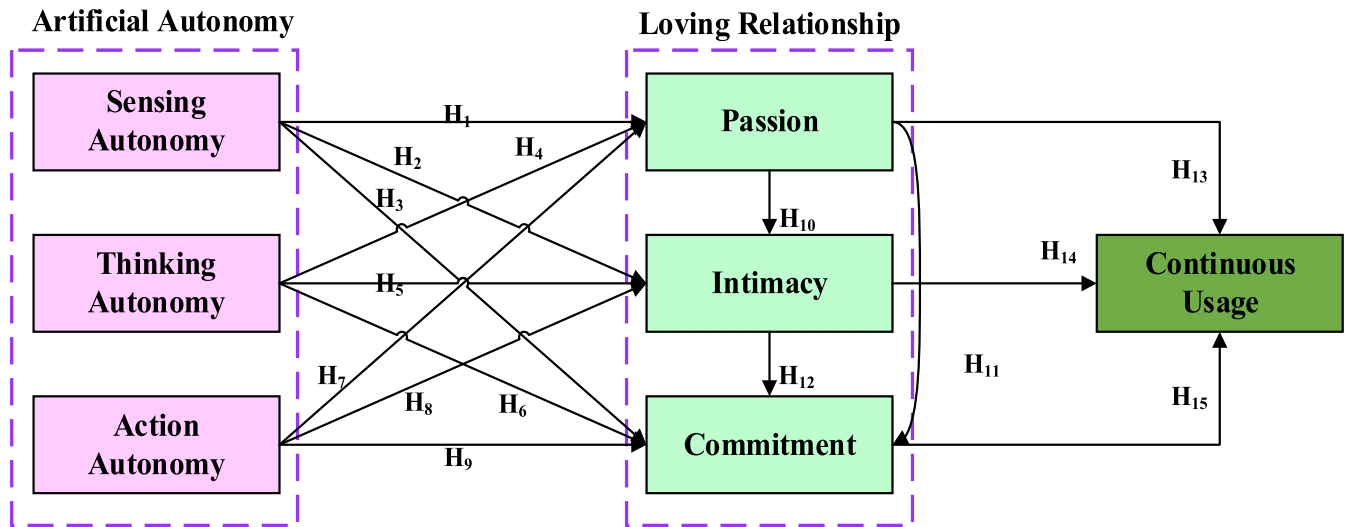 Artificial Autonomy
Loving Relationship
Sensing
Autonomy
H1
H4
Passion
H2
H13
H3
H10
Thinking
Autonomy
H5
Intimacy
H14
Continuous
Usage
H7
H8
H6
H12
H11
H15
Action
Autonomy
H9
Commitment